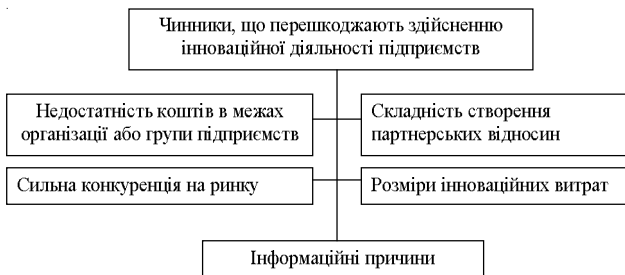 Чинники, що перешкоджають здійсненню
інноваційної діяльності підприємств
Недостатність коштів в межах
організації або групи підприємств
Складність створення
партнерських відносин
Сильна конкуренція на ринку
Розміри інноваційних витрат
Інформаційні причини